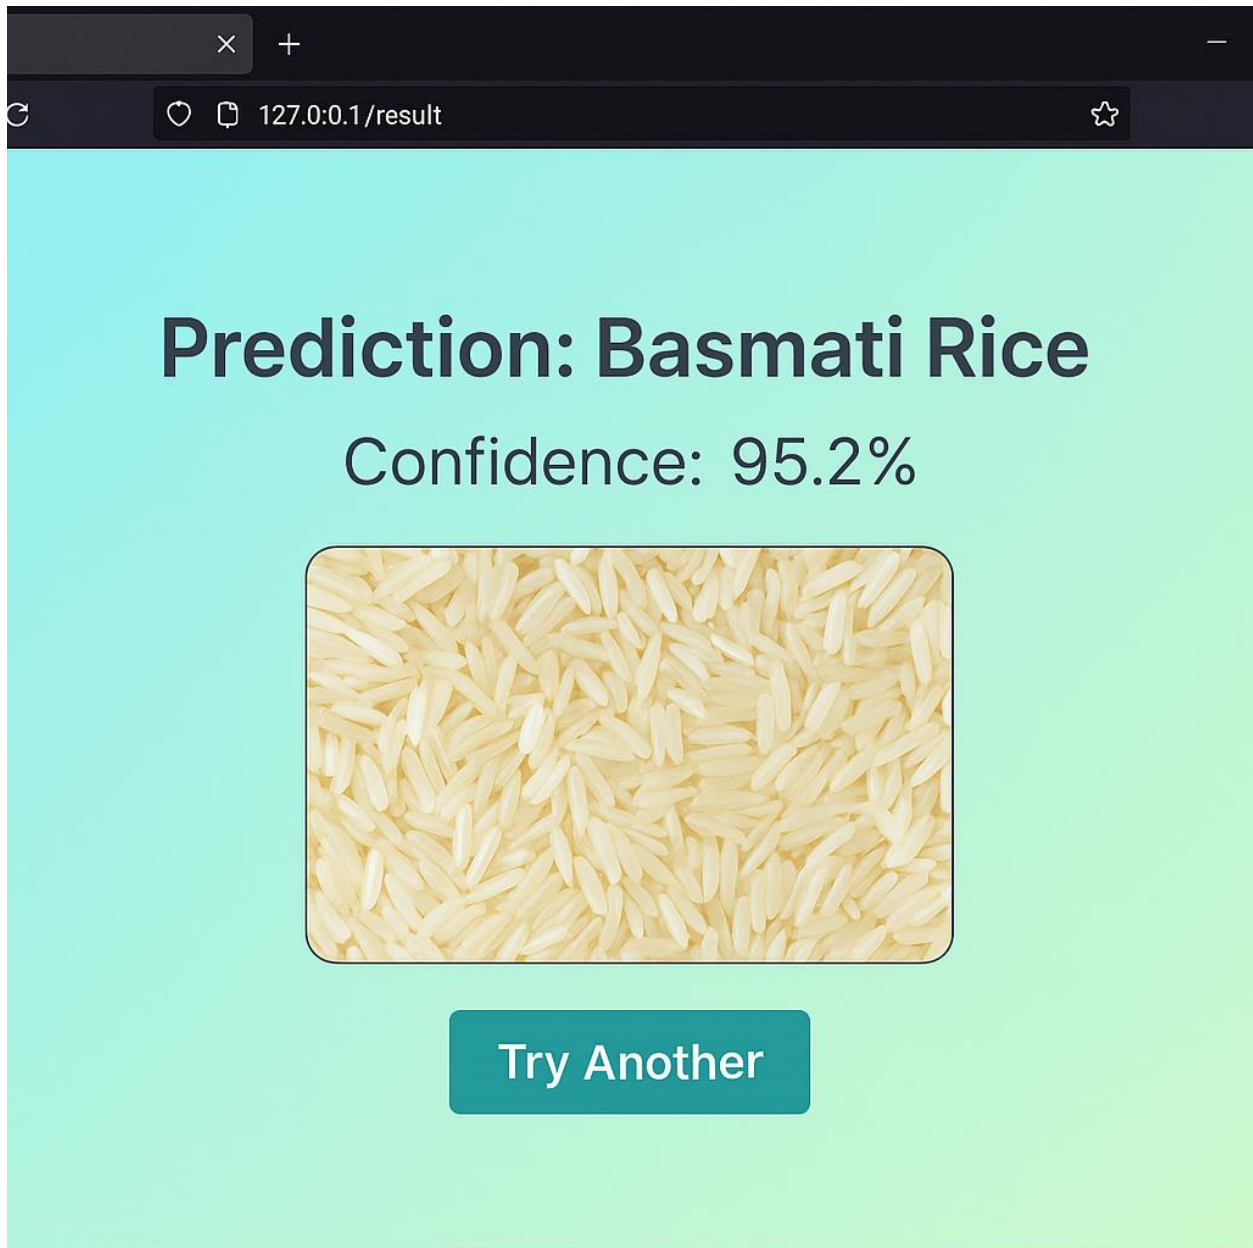 127.0:0.1/result
Prediction: Basmati Rice
Confidence: 95.2%
Try Another